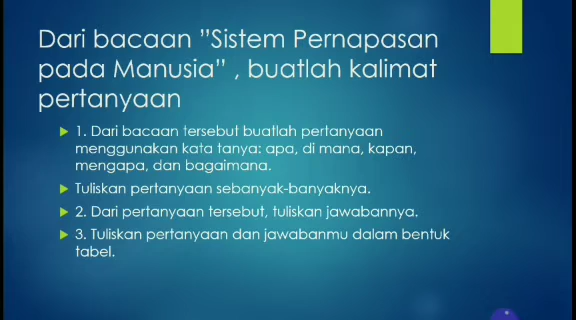 Dari bacaan ”Sistem Pernapasan
pada Manusia” , buatlah kalimat
pertanyaan
1. Dari bacaan tersebut buatlah pertanyaan
menggunakan kata tanya: apa, di mana, kapan,
mengapa, dan bagaimana.
Tuliskan pertanyaan sebanyak-banyaknya.
2. Dari pertanyaan tersebut, tuliskan jawabannya.
3. Tuliskan pertanyaan dan jawabanmu dalam bentuk
tabel.